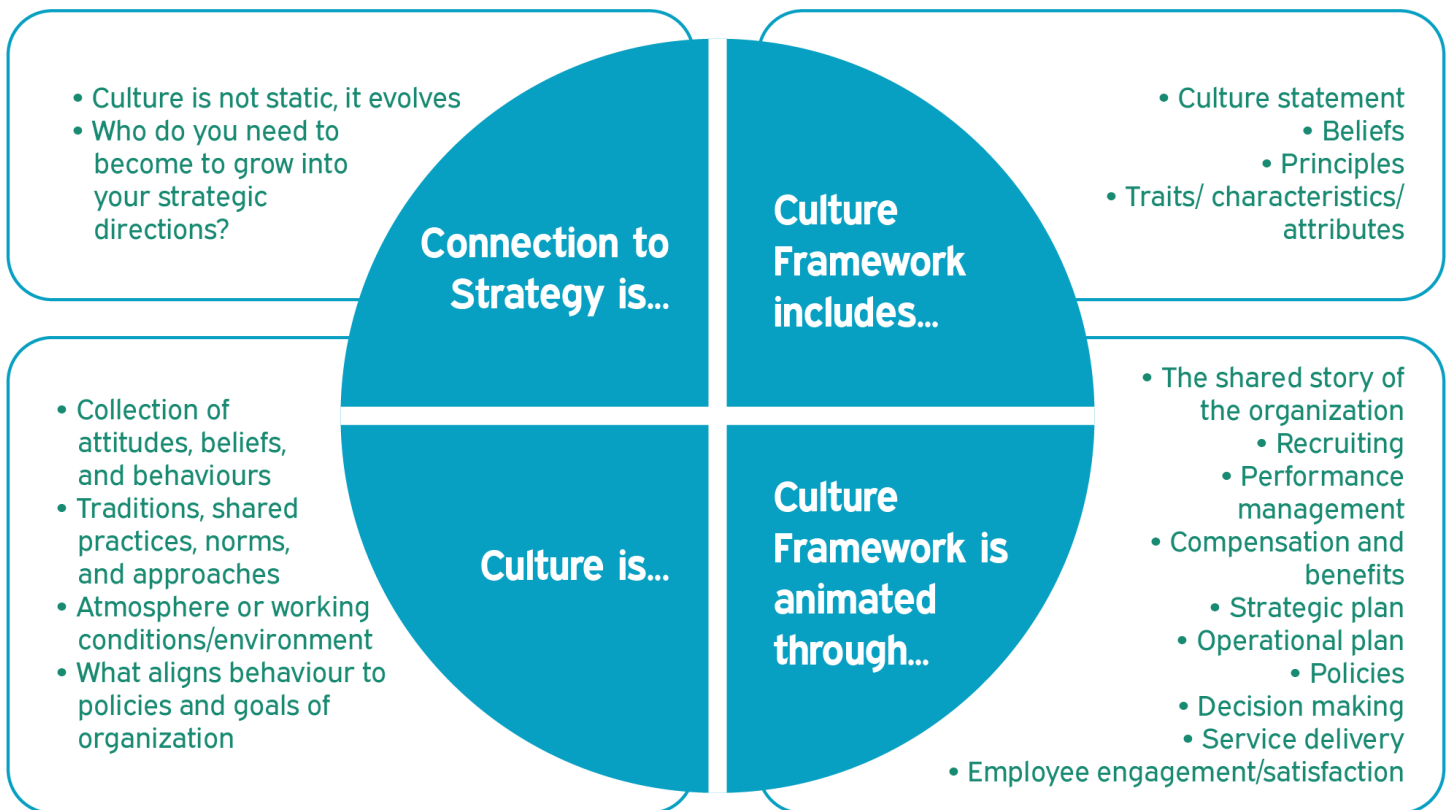 • Culture is not static, it evolves
• Who do you need to
become to grow into
your strategic
directions?
Connection to
Strategy is...
Culture
Framework
includes...
• Culture statement
• Beliefs
• Principles
• Traits/ characteristics/
attributes
• Collection of
attitudes, beliefs,
and behaviours
• Traditions, shared
practices, norms,
and approaches
• Atmosphere or working
conditions/environment
• What aligns behaviour to
policies and goals of
organization
Culture is...
Culture
Framework is
animated
through...
• The shared story of
the organization
• Recruiting
• Performance
management
• Compensation and
benefits
• Strategic plan
• Operational plan
• Policies
• Decision making
• Service delivery
• Employee engagement/satisfaction